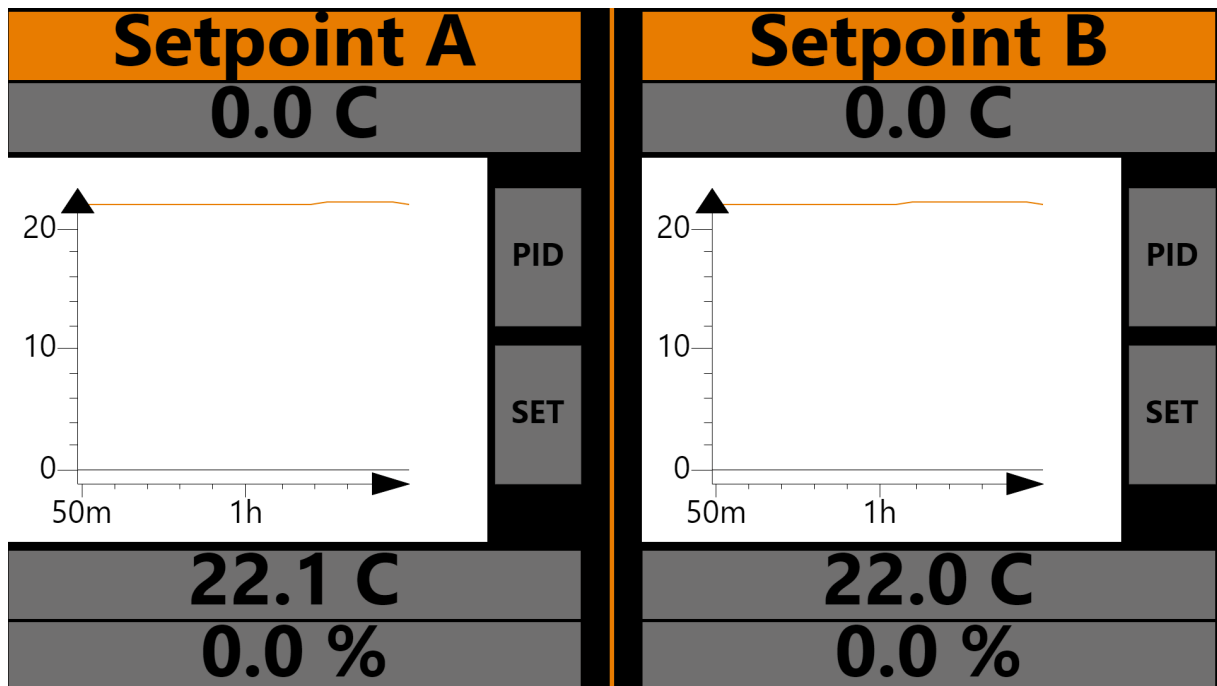 Setpoint A
0.0 C
20
10
0
50m 1h
PID
SET
22.1 C
0.0 %
Setpoint B
0.0 C
20
10
0
50m 1h
PID
SET
22.0 C
0.0 %